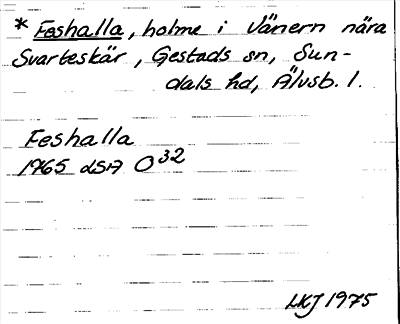 * Feshalla, holme i Vänern nära
Svarteskär, Gestads sn, Sun-
dals hd, Älvsb. l.
Feshalla
1965 dSA O32
LKJ 1975